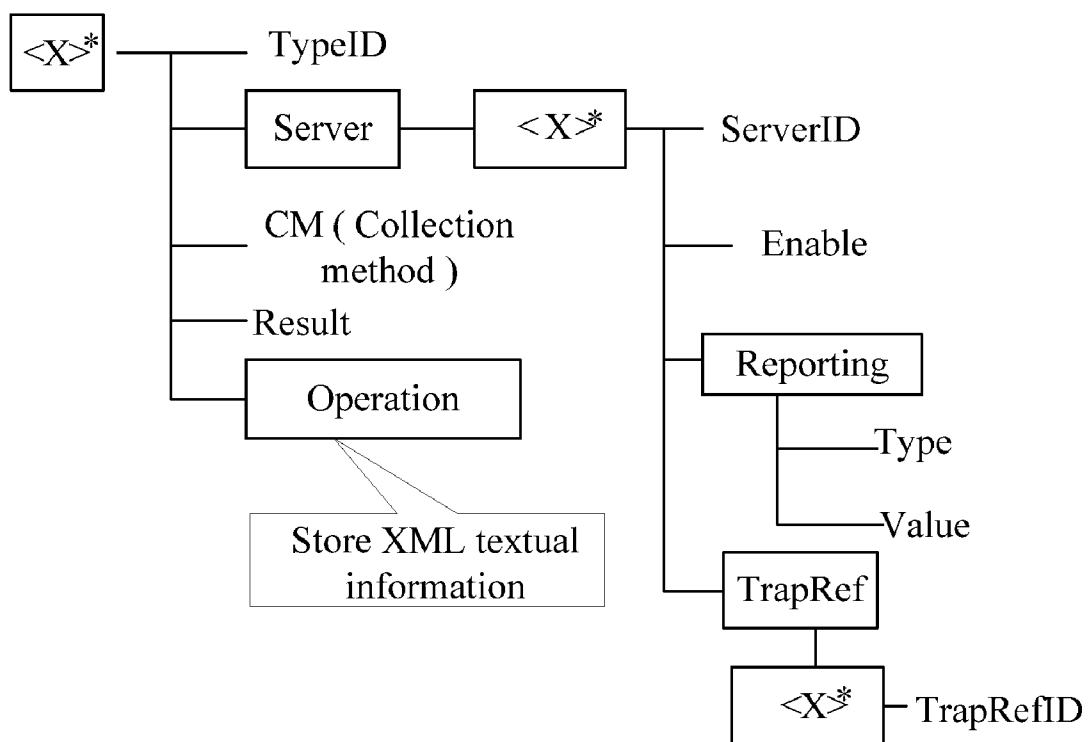 <X>*
TypeID
Server
<X>*
ServerID
CM ( Collection
method )
Enable
Result
Reporting
Operation
Type
Value
Store XML textual
information
TrapRef
<X>*
TrapRefID